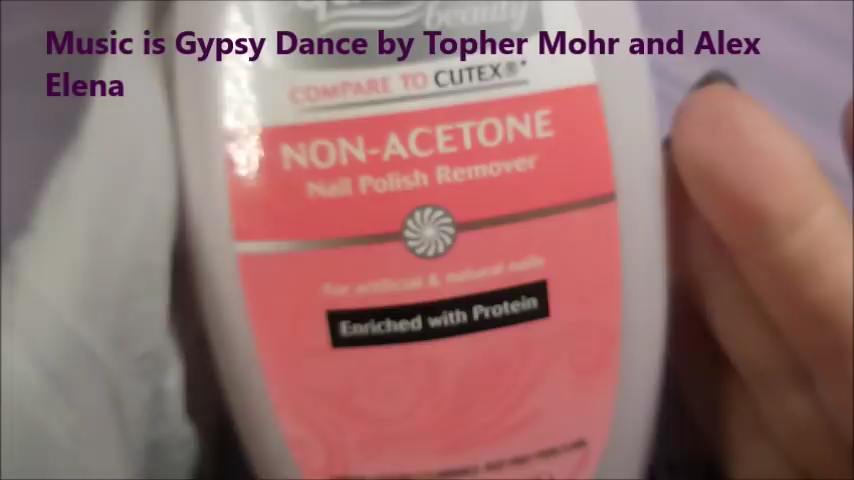 Music is Gypsy Dance by Topher Mohr and Alex
Elena
beauty
COMPARE TO CUTEX®*
NON-ACETONE
Nail Polish Remover
For artificial & natural nails
Enriched with Protein